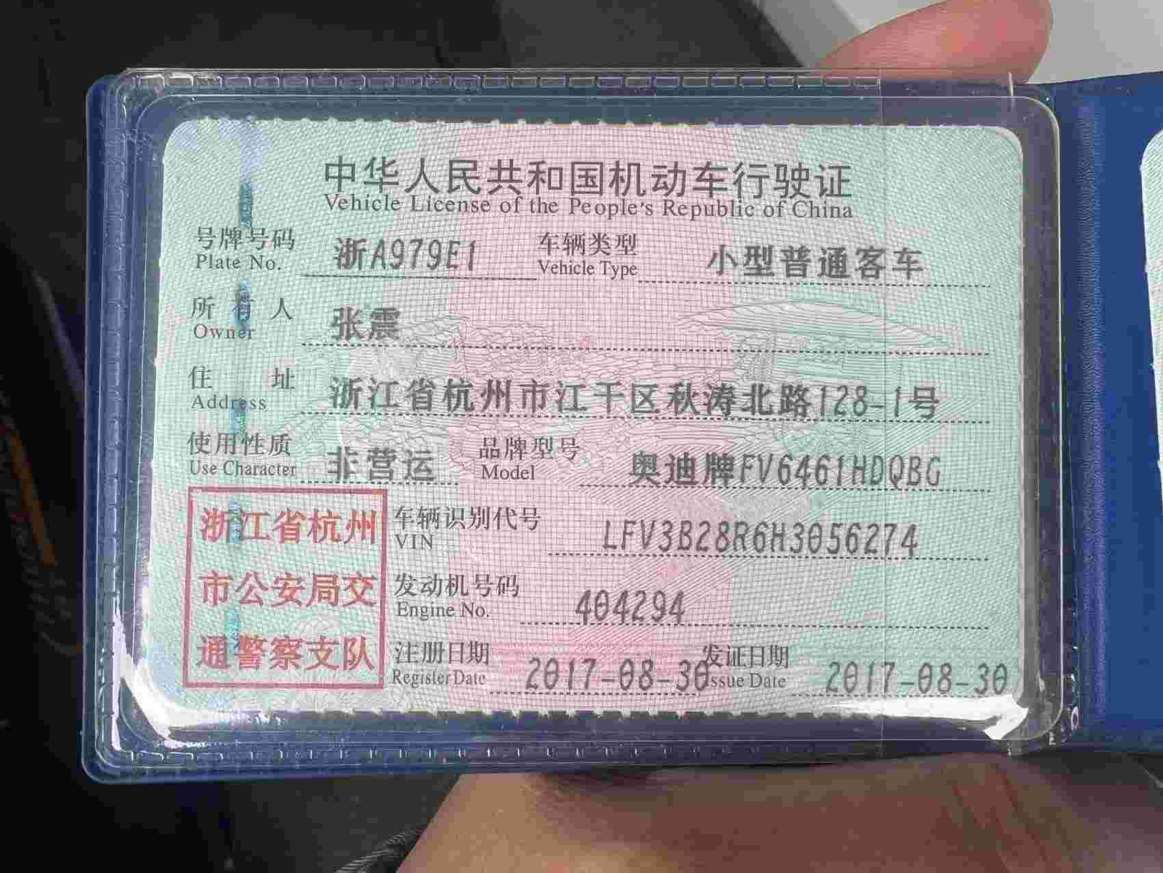 中华人民共和国机动车行驶证
Vehicle License of the People's Republic of China
号牌号码 浙A979E1 车辆类型 小型普通客车
Plate No. Vehicle Type
所有人 张震
Owner
住址 浙江省杭州市江干区秋涛北路128-1号
Address
使用性质 非营运 品牌型号 奥迪牌FV6461HDQBG
Use Character Model
浙江省杭州
市公安局交
通警察支队
车辆识别代号 LFV3B28R6H3056274
VIN
发动机号码 404294
Engine No.
注册日期 2017-08-30 发证日期 2017-08-30
Register Date Issue Date